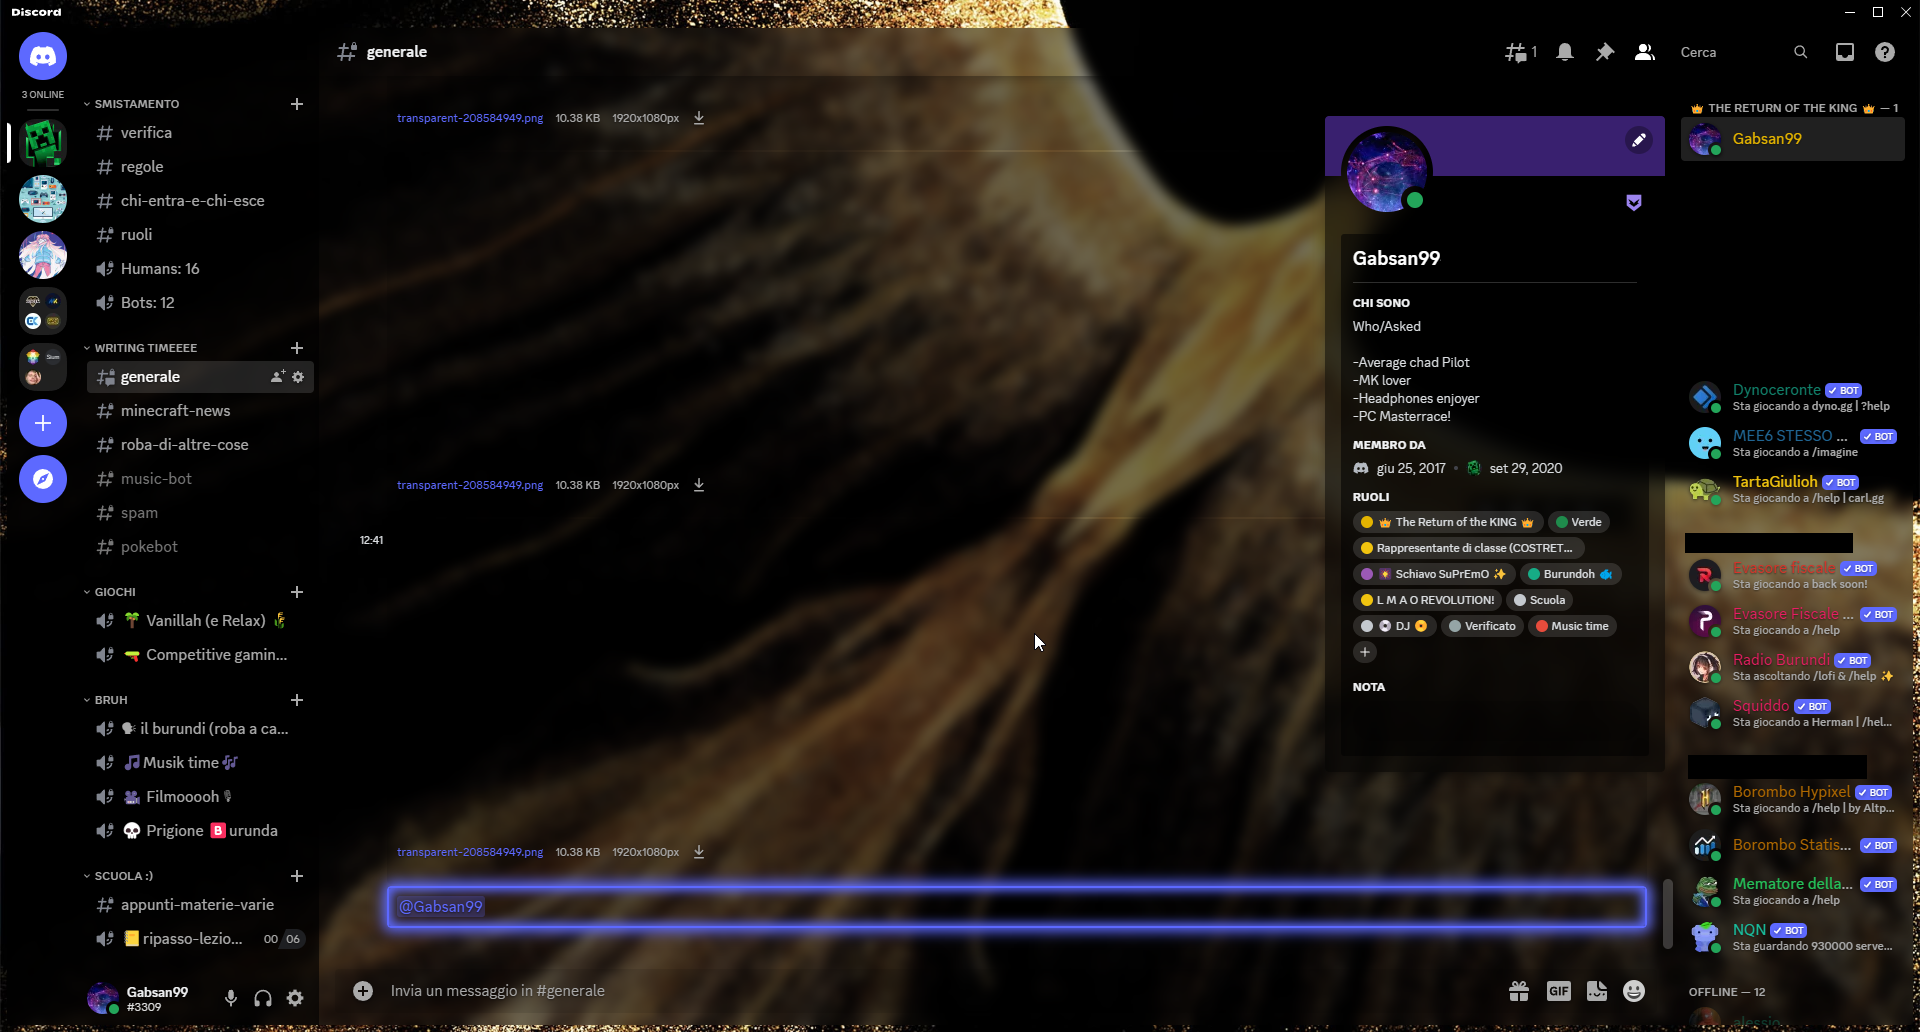 Discord
3 ONLINE
SMISTAMENTO
verifica
regole
chi-entra-e-chi-esce
ruoli
Humans: 16
Bots: 12
WRITING TIMEEEE
generale
minecraft-news
roba-di-altre-cose
music-bot
spam
pokebot
GIOCHI
🌴 Vanillah (e Relax) 🌾
🔫 Competitive gamin...
BRUH
🗣 il burundi (roba a ca...
🎵Musik time🎶
🎥 Filmooooh🎙
💀 Prigione 🅱urunda
SCUOLA :)
appunti-materie-varie
📒ripasso-lezio... 00 06
Gabsan99
#3309
generale
1
Cerca
transparent-208584949.png 10.38 KB 1920x1080px
transparent-208584949.png 10.38 KB 1920x1080px
12:41
transparent-208584949.png 10.38 KB 1920x1080px
@Gabsan99
Invia un messaggio in #generale
GIF
Gabsan99
CHI SONO
Who/Asked
-Average chad Pilot
-MK lover
-Headphones enjoyer
-PC Masterrace!
MEMBRO DA
giu 25, 2017 • set 29, 2020
RUOLI
👑 The Return of the KING 👑 Verde
Rappresentante di classe (COSTRET...
Schiavo SuPrEmO ✨ Burundoh 🐟
L M A O REVOLUTION! Scuola
💿 DJ 📀 Verificato Music time
NOTA
👑 THE RETURN OF THE KING 👑 — 1
Gabsan99
Dynoceronte ✓ BOT
Sta giocando a dyno.gg | ?help
MEE6 STESSO ... ✓ BOT
Sta giocando a /imagine
TartaGiulioh ✓ BOT
Sta giocando a /help | carl.gg
Evasore fiscale ✓ BOT
Sta giocando a back soon!
Evasore Fiscale ... ✓ BOT
Sta giocando a /help
Radio Burundi ✓ BOT
Sta ascoltando /lofi & /help ✨
Squiddo ✓ BOT
Sta giocando a Herman | /hel...
Borombo Hypixel ✓ BOT
Sta giocando a /help | by Altp...
Borombo Statis... ✓ BOT
Mematore della... ✓ BOT
Sta giocando a /help
NQN ✓ BOT
Sta guardando 930000 serve...
OFFLINE — 12
alessio